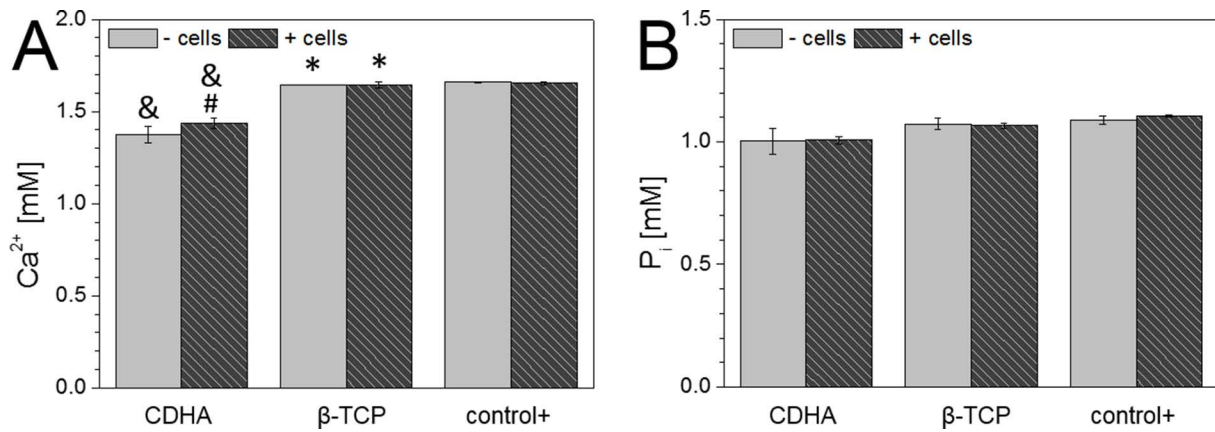 A
2.0
1.5
1.0
0.5
0.0
Ca²⁺ [mM]
- cells + cells
&
&
#
*
*
CDHA β-TCP control+
B
1.5
1.0
0.5
0.0
Pᵢ [mM]
- cells + cells
CDHA β-TCP control+